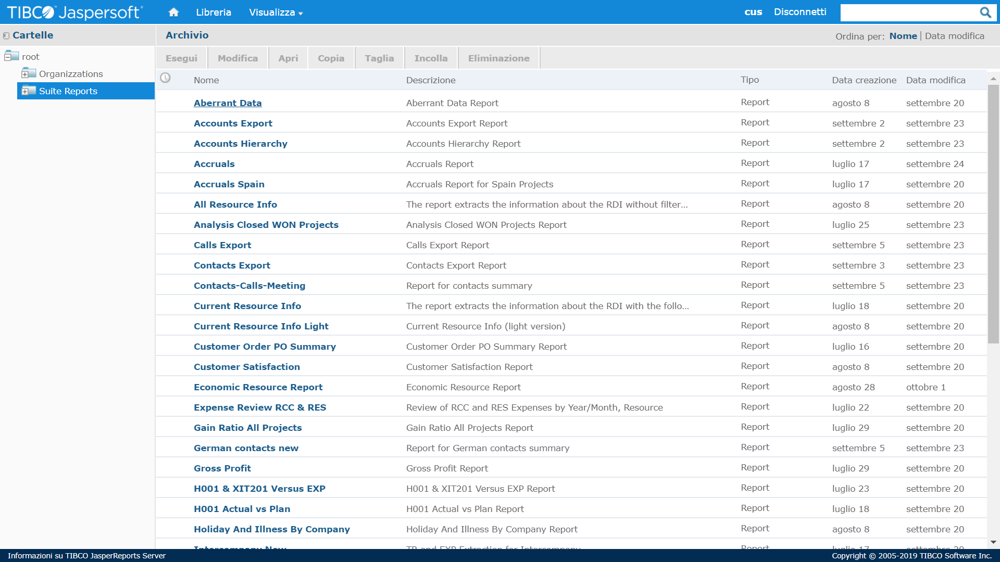 TIBCO Jaspersoft Libreria Visualizza cus Disconnetti
Cartelle Archivio Ordina per: Nome | Data modifica
root
Organizzations
Suite Reports
Esegui Modifica Apri Copia Taglia Incolla Eliminazione
Nome Descrizione Tipo Data creazione Data modifica
Aberrant Data Aberrant Data Report Report agosto 8 settembre 20
Accounts Export Accounts Export Report Report settembre 2 settembre 23
Accounts Hierarchy Accounts Hierarchy Report Report settembre 2 settembre 23
Accruals Accruals Report Report luglio 17 settembre 24
Accruals Spain Accruals Report for Spain Projects Report luglio 17 settembre 20
All Resource Info The report extracts the information about the RDI without filter... Report agosto 8 settembre 20
Analysis Closed WON Projects Analysis Closed WON Projects Report Report luglio 25 settembre 23
Calls Export Calls Export Report Report settembre 5 settembre 23
Contacts Export Contacts Export Report Report settembre 3 settembre 23
Contacts-Calls-Meeting Report for contacts summary Report settembre 5 settembre 23
Current Resource Info The report extracts the information about the RDI with the follo... Report luglio 18 settembre 20
Current Resource Info Light Current Resource Info (light version) Report agosto 8 settembre 20
Customer Order PO Summary Customer Order PO Summary Report Report luglio 16 settembre 20
Customer Satisfaction Customer Satisfaction Report Report agosto 8 settembre 20
Economic Resource Report Economic Resource Report Report agosto 28 ottobre 1
Expense Review RCC & RES Review of RCC and RES Expenses by Year/Month, Resource Report luglio 22 settembre 20
Gain Ratio All Projects Gain Ratio All Projects Report Report luglio 29 settembre 20
German contacts new Report for German contacts summary Report settembre 5 settembre 23
Gross Profit Gross Profit Report Report luglio 29 settembre 20
H001 & XIT201 Versus EXP H001 & XIT201 Versus EXP Report Report luglio 23 settembre 20
H001 Actual vs Plan H001 Actual vs Plan Report Report luglio 18 settembre 20
Holiday And Illness By Company Holiday And Illness By Company Report Report agosto 8 settembre 20
Intercompany New TR and EXP Extraction for Intercompany Report luglio 17 settembre 20
Informazioni su TIBCO JasperReports Server Copyright © 2005-2019 TIBCO Software Inc.